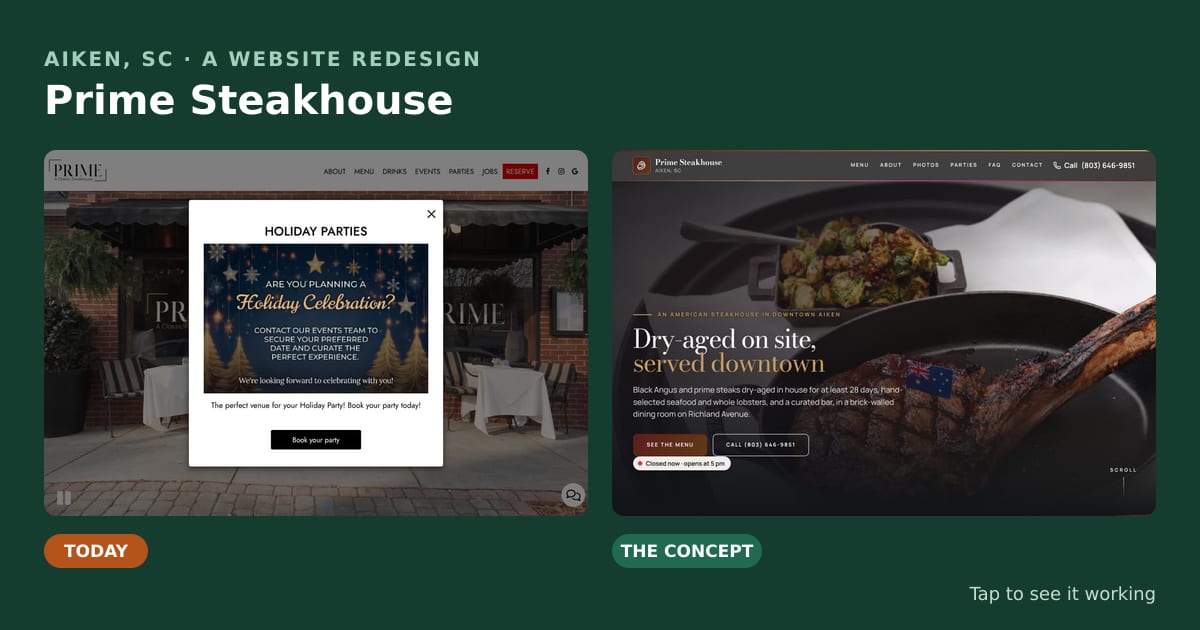 AIKEN, SC · A WEBSITE REDESIGN
Prime Steakhouse
PRIME
ABOUT MENU DRINKS EVENTS PARTIES JOBS RESERVE
HOLIDAY PARTIES
ARE YOU PLANNING A
Holiday Celebration?
CONTACT OUR EVENTS TEAM TO
SECURE YOUR PREFERRED
DATE AND CURATE THE
PERFECT EXPERIENCE.
We're looking forward to celebrating with you!
The perfect venue for your Holiday Party! Book your party today!
Book your party
PR
RIME
TODAY
Prime Steakhouse
AIKEN, SC
MENU ABOUT PHOTOS PARTIES FAQ CONTACT Call (803) 646-9851
AN AMERICAN STEAKHOUSE IN DOWNTOWN AIKEN
Dry-aged on site,
served downtown
Black Angus and prime steaks dry-aged in house for at least 28 days, hand-
selected seafood and whole lobsters, and a curated bar, in a brick-walled
dining room on Richland Avenue.
SEE THE MENU CALL (803) 646-9851
Closed now · opens at 5 pm
SCROLL
THE CONCEPT
Tap to see it working